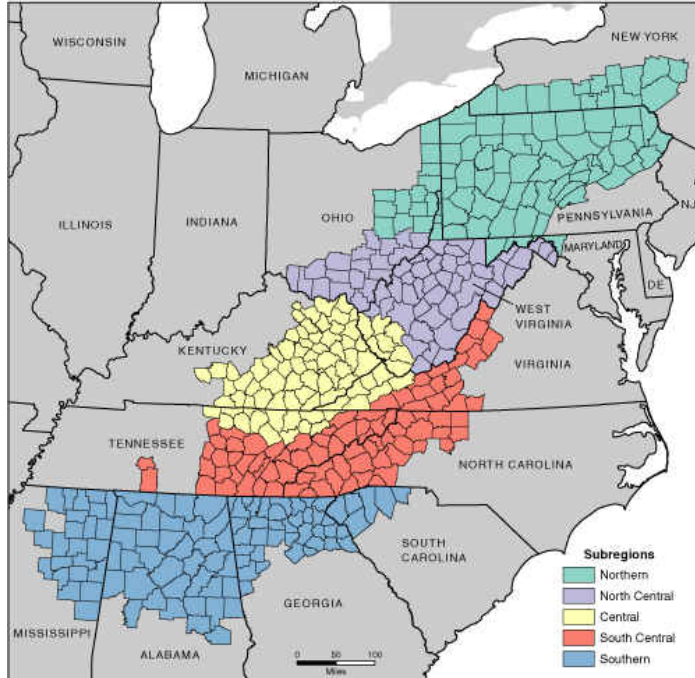 WISCONSIN
NEW YORK
MICHIGAN
ILLINOIS
INDIANA
OHIO
PENNSYLVANIA
NJ
MARYLAND
DE
WEST
VIRGINIA
KENTUCKY
VIRGINIA
TENNESSEE
NORTH CAROLINA
SOUTH
CAROLINA
GEORGIA
MISSISSIPPI
ALABAMA
Subregions
Northern
North Central
Central
South Central
Southern
0 50 100
Miles